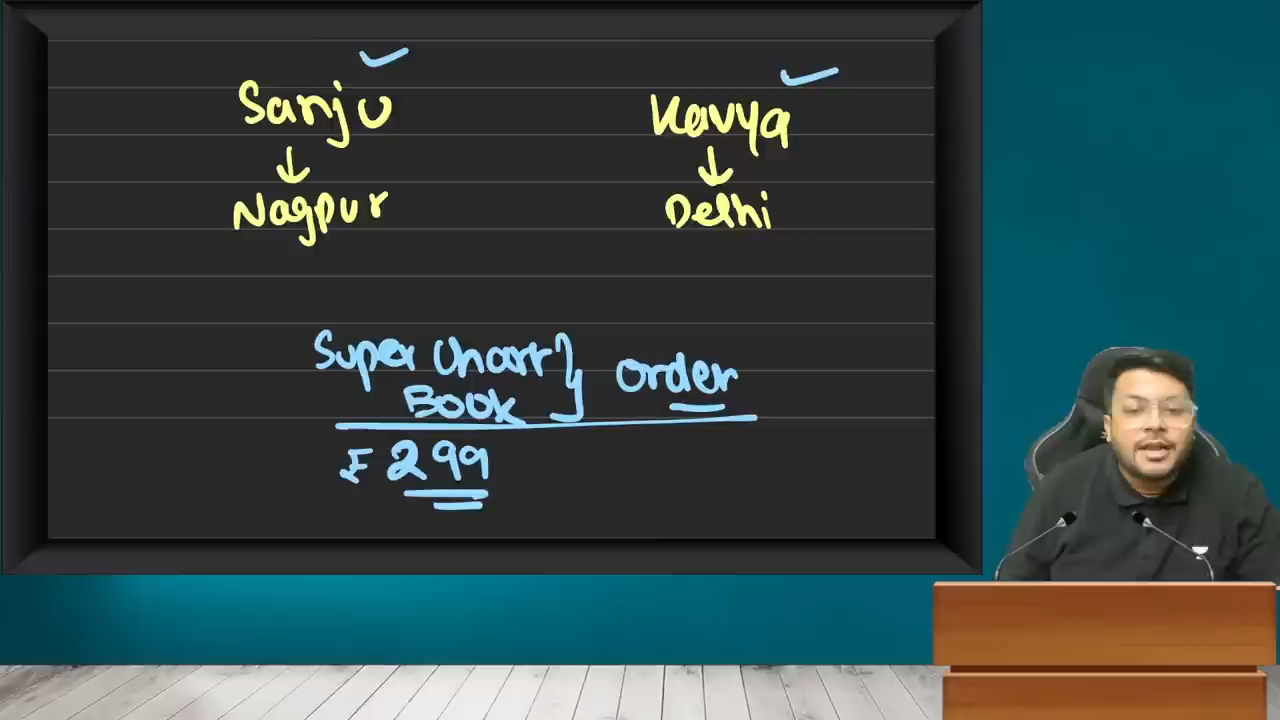 Sanju
Kavya
↓
↓
Nagpur
Delhi
Super Chart } order
Book
₹ 299